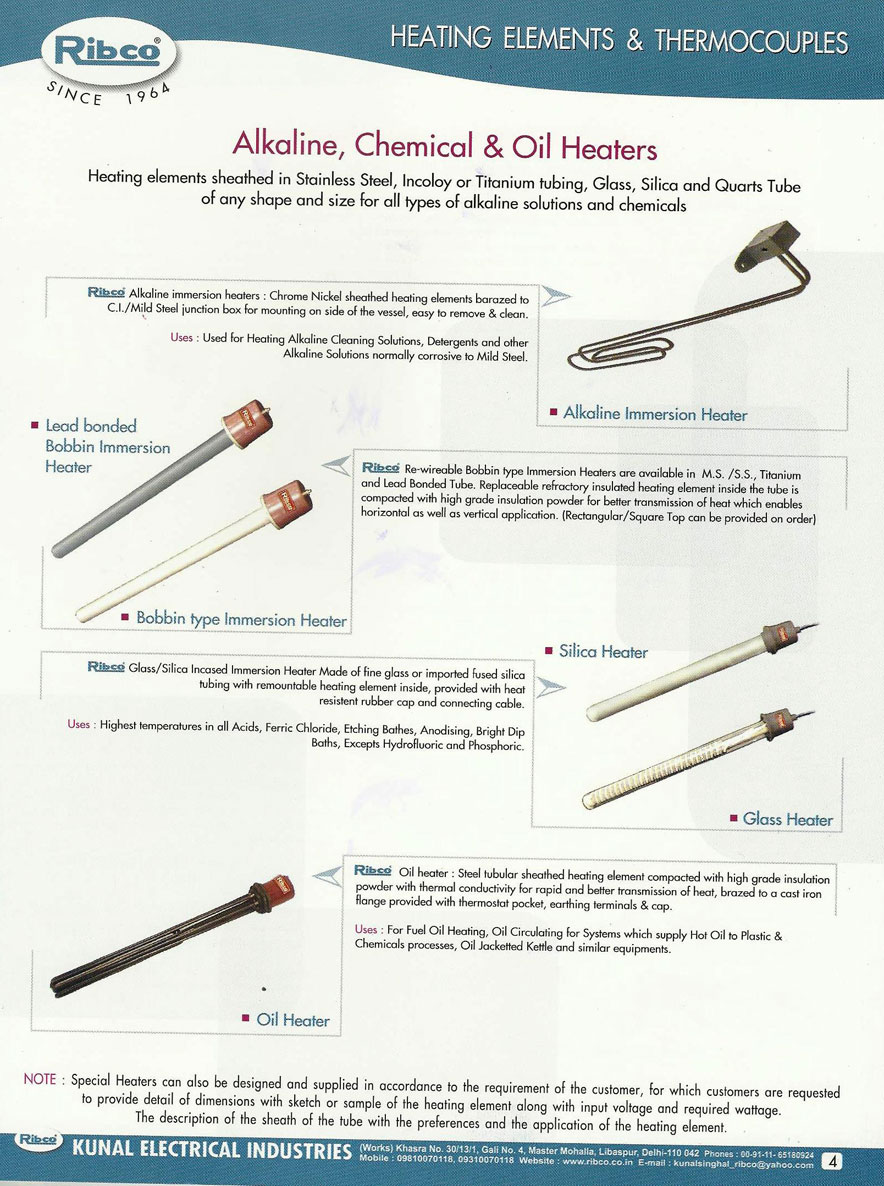 Ribco®
SINCE 1964
HEATING ELEMENTS & THERMOCOUPLES
Alkaline, Chemical & Oil Heaters
Heating elements sheathed in Stainless Steel, Incoloy or Titanium tubing, Glass, Silica and Quarts Tube
of any shape and size for all types of alkaline solutions and chemicals
Ribco Alkaline immersion heaters : Chrome Nickel sheathed heating elements barazed to
C.I./Mild Steel junction box for mounting on side of the vessel, easy to remove & clean.
Uses : Used for Heating Alkaline Cleaning Solutions, Detergents and other
Alkaline Solutions normally corrosive to Mild Steel.
Alkaline Immersion Heater
Lead bonded
Bobbin Immersion
Heater
Ribco
Ribco
Bobbin type Immersion Heater
Ribco Re-wireable Bobbin type Immersion Heaters are available in M.S. /S.S., Titanium
and Lead Bonded Tube. Replaceable refractory insulated heating element inside the tube is
compacted with high grade insulation powder for better transmission of heat which enables
horizontal as well as vertical application. (Rectangular/Square Top can be provided on order)
Silica Heater
Ribco Glass/Silica Incased Immersion Heater Made of fine glass or imported fused silica
tubing with remountable heating element inside, provided with heat
resistent rubber cap and connecting cable.
Uses : Highest temperatures in all Acids, Ferric Chloride, Etching Bathes, Anodising, Bright Dip
Baths, Excepts Hydrofluoric and Phosphoric.
Glass Heater
Ribco Oil heater : Steel tubular sheathed heating element compacted with high grade insulation
powder with thermal conductivity for rapid and better transmission of heat, brazed to a cast iron
flange provided with thermostat pocket, earthing terminals & cap.
Uses : For Fuel Oil Heating, Oil Circulating for Systems which supply Hot Oil to Plastic &
Chemicals processes, Oil Jacketted Kettle and similar equipments.
Oil Heater
NOTE : Special Heaters can also be designed and supplied in accordance to the requirement of the customer, for which customers are requested
to provide detail of dimensions with sketch or sample of the heating element along with input voltage and required wattage.
The description of the sheath of the tube with the preferences and the application of the heating element.
Ribco KUNAL ELECTRICAL INDUSTRIES
(Works) Khasra No. 30/13/1, Gali No. 4, Master Mohalla, Libaspur, Delhi-110 042 Phones : 00-91-11- 65180924
Mobile : 09810070118, 09310070118 Website : www.ribco.co.in E-mail : kunalsinghal_ribco@yahoo.com
4